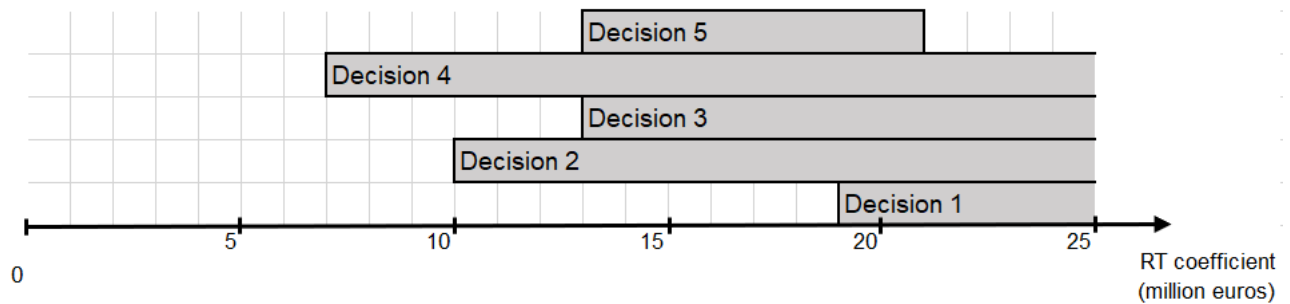 Decision 5
Decision 4
Decision 3
Decision 2
Decision 1
5 10 15 20 25
0
RT coefficient
(million euros)